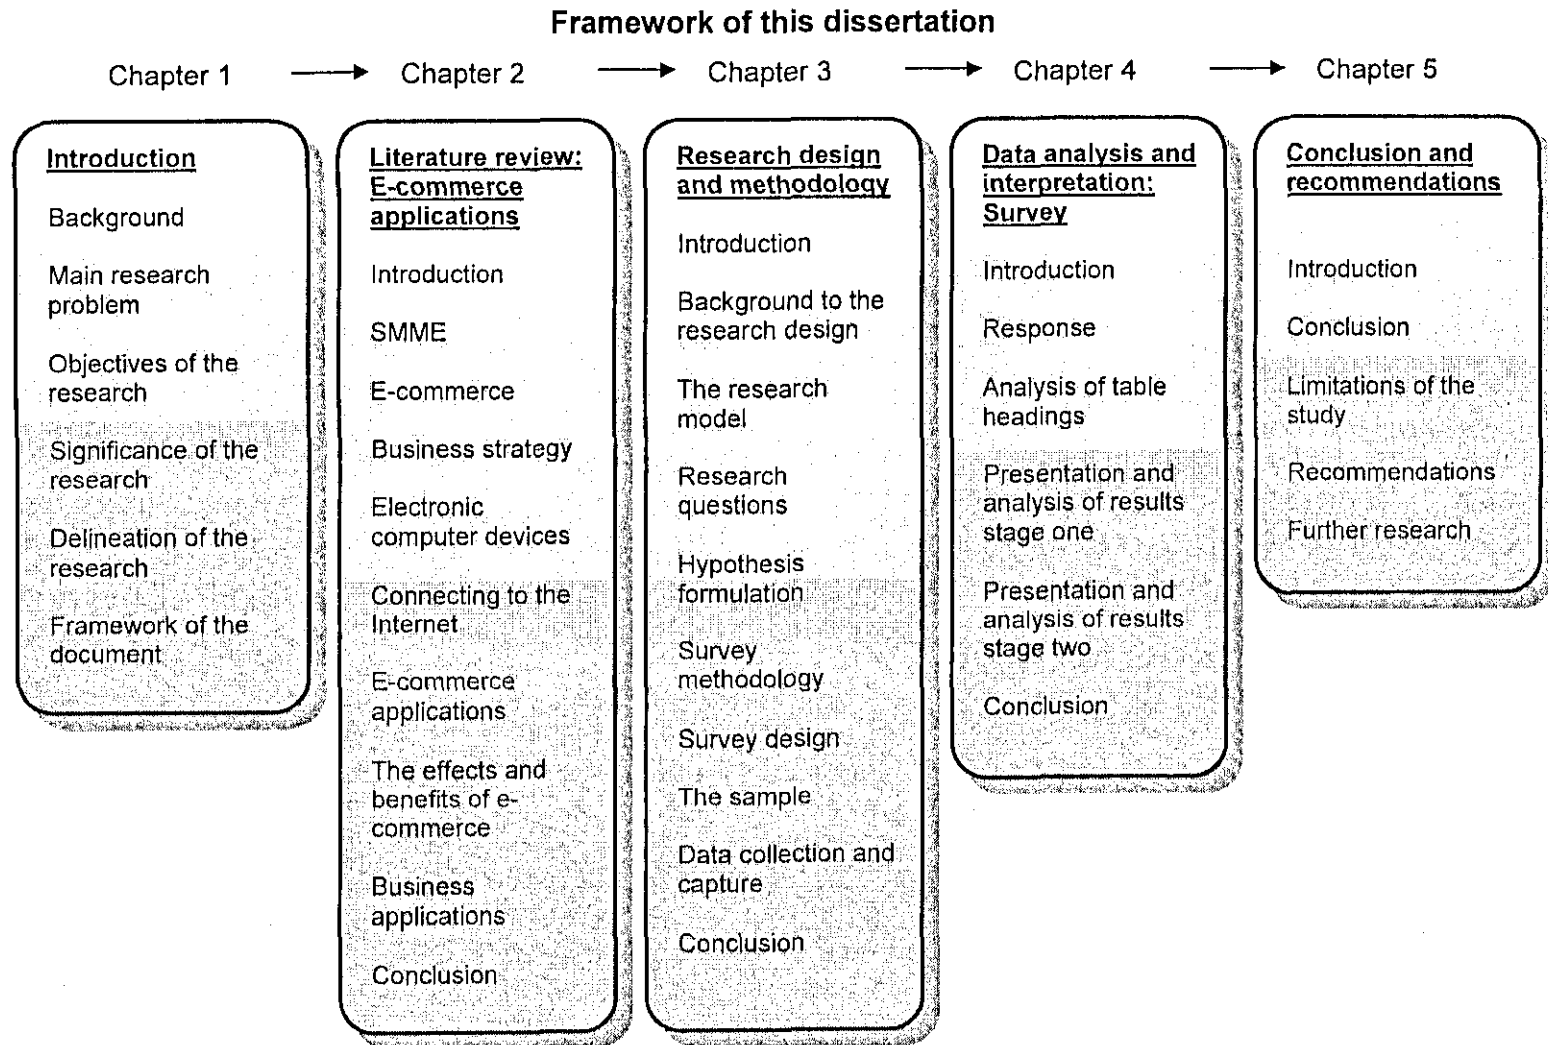 Framework of this dissertation
Chapter 1
Chapter 2
Chapter 3
Chapter 4
Chapter 5
Introduction
Background
Main research
problem
Objectives of the
research
Significance of the
research
Delineation of the
research
Framework of the
document
Literature review:
E-commerce
applications
Introduction
SMME
E-commerce
Business strategy
Electronic
computer devices
Connecting to the
Internet
E-commerce
applications
The effects and
benefits of e-
commerce
Business
applications
Conclusion
Research design
and methodology
Introduction
Background to the
research design
The research
model
Research
questions
Hypothesis
formulation
Survey
methodology
Survey design
The sample
Data collection and
capture
Conclusion
Data analysis and
interpretation:
Survey
Introduction
Response
Analysis of table
headings
Presentation and
analysis of results
stage one
Presentation and
analysis of results
stage two
Conclusion
Conclusion and
recommendations
Introduction
Conclusion
Limitations of the
study
Recommendations
Further research